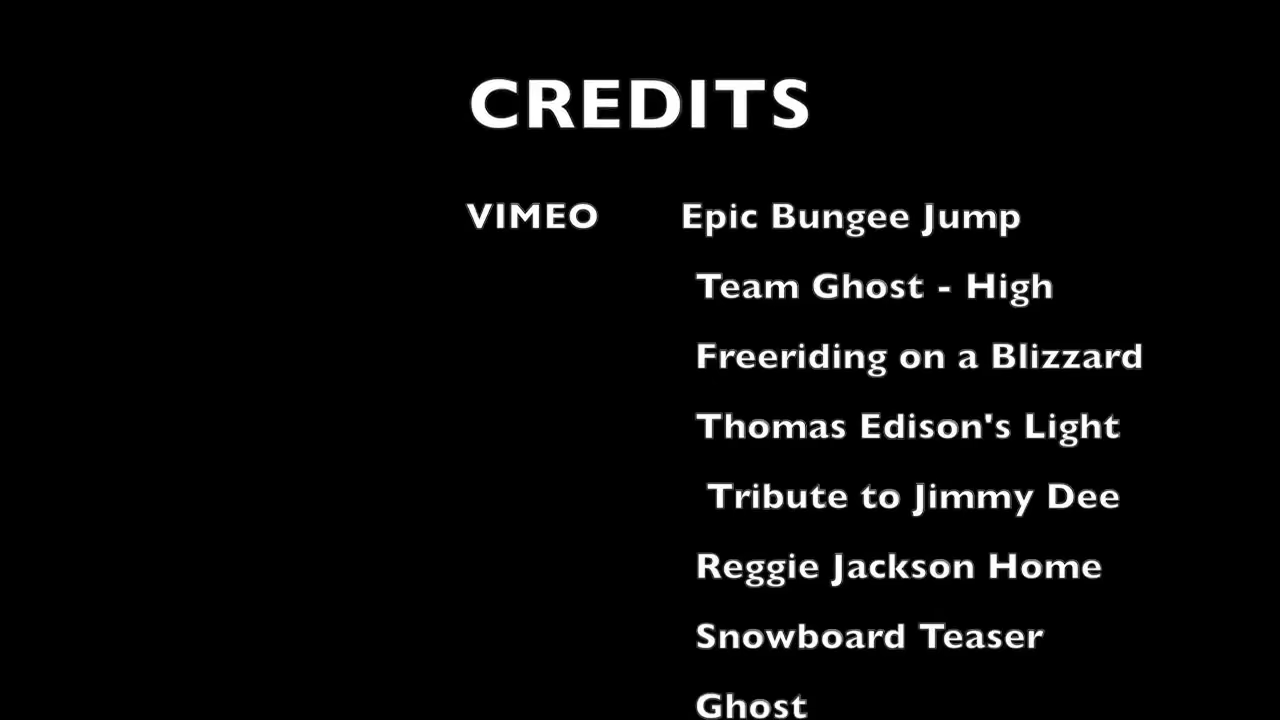 CREDITS
VIMEO Epic Bungee Jump
Team Ghost - High
Freeriding on a Blizzard
Thomas Edison's Light
Tribute to Jimmy Dee
Reggie Jackson Home
Snowboard Teaser
Ghost